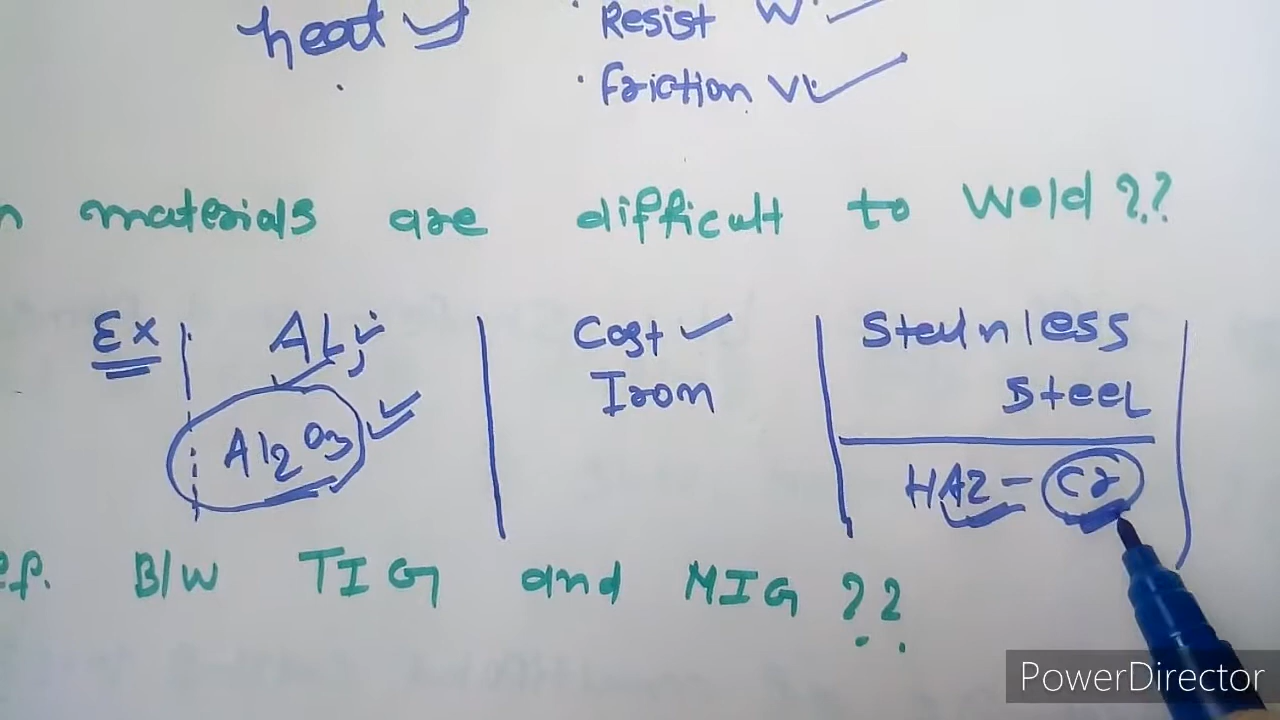 heat
· Resist W.
· Friction W.
n materials are difficult to Weld ??
Ex AL, Cast Iron Stainless Steel
Al2O3 HAZ - Cr
ef. B/W TIG and MIG ??
PowerDirector